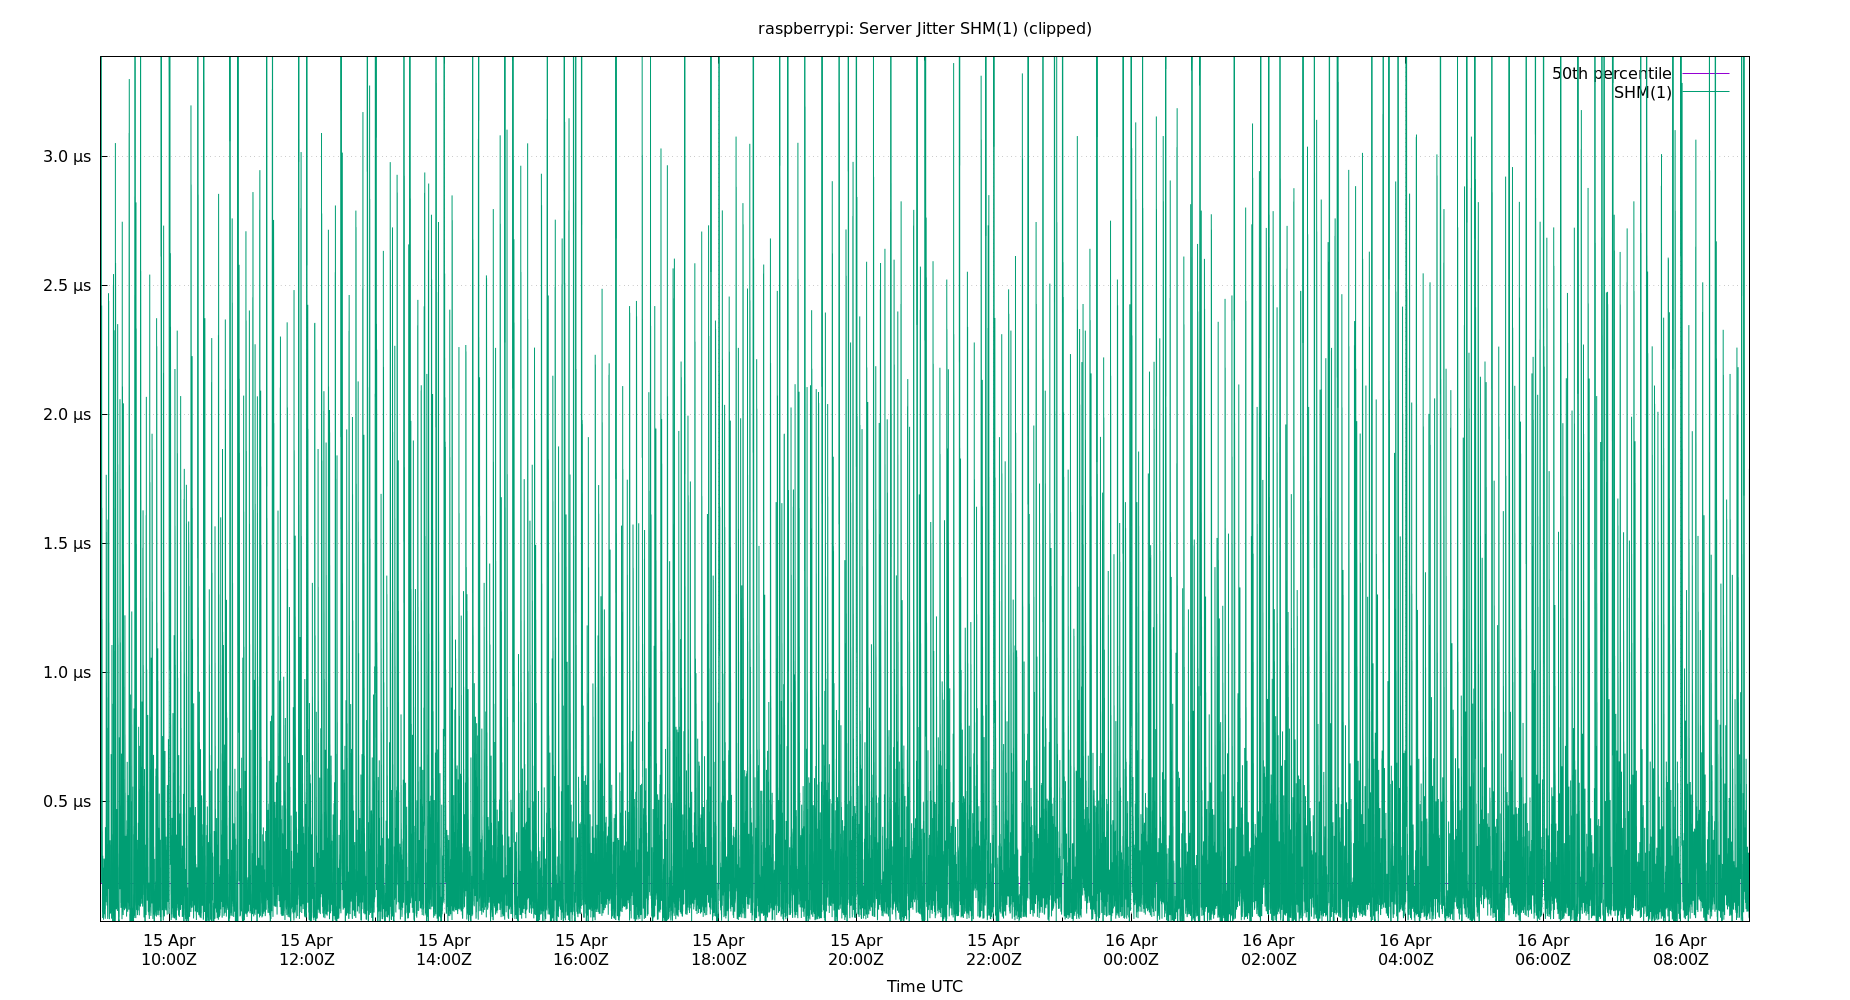 raspberrypi: Server Jitter SHM(1) (clipped)
50th percentile
SHM(1)
3.0 µs
2.5 µs
2.0 µs
1.5 µs
1.0 µs
0.5 µs
15 Apr 15 Apr 15 Apr 15 Apr 15 Apr 15 Apr 15 Apr 16 Apr 16 Apr 16 Apr 16 Apr 16 Apr
10:00Z 12:00Z 14:00Z 16:00Z 18:00Z 20:00Z 22:00Z 00:00Z 02:00Z 04:00Z 06:00Z 08:00Z
Time UTC